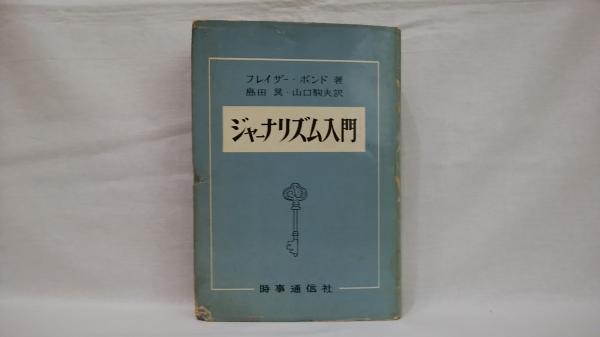 フレイザー・ボンド 著
島田 巽・山口駒夫訳
ジャーナリズム入門
時事通信社